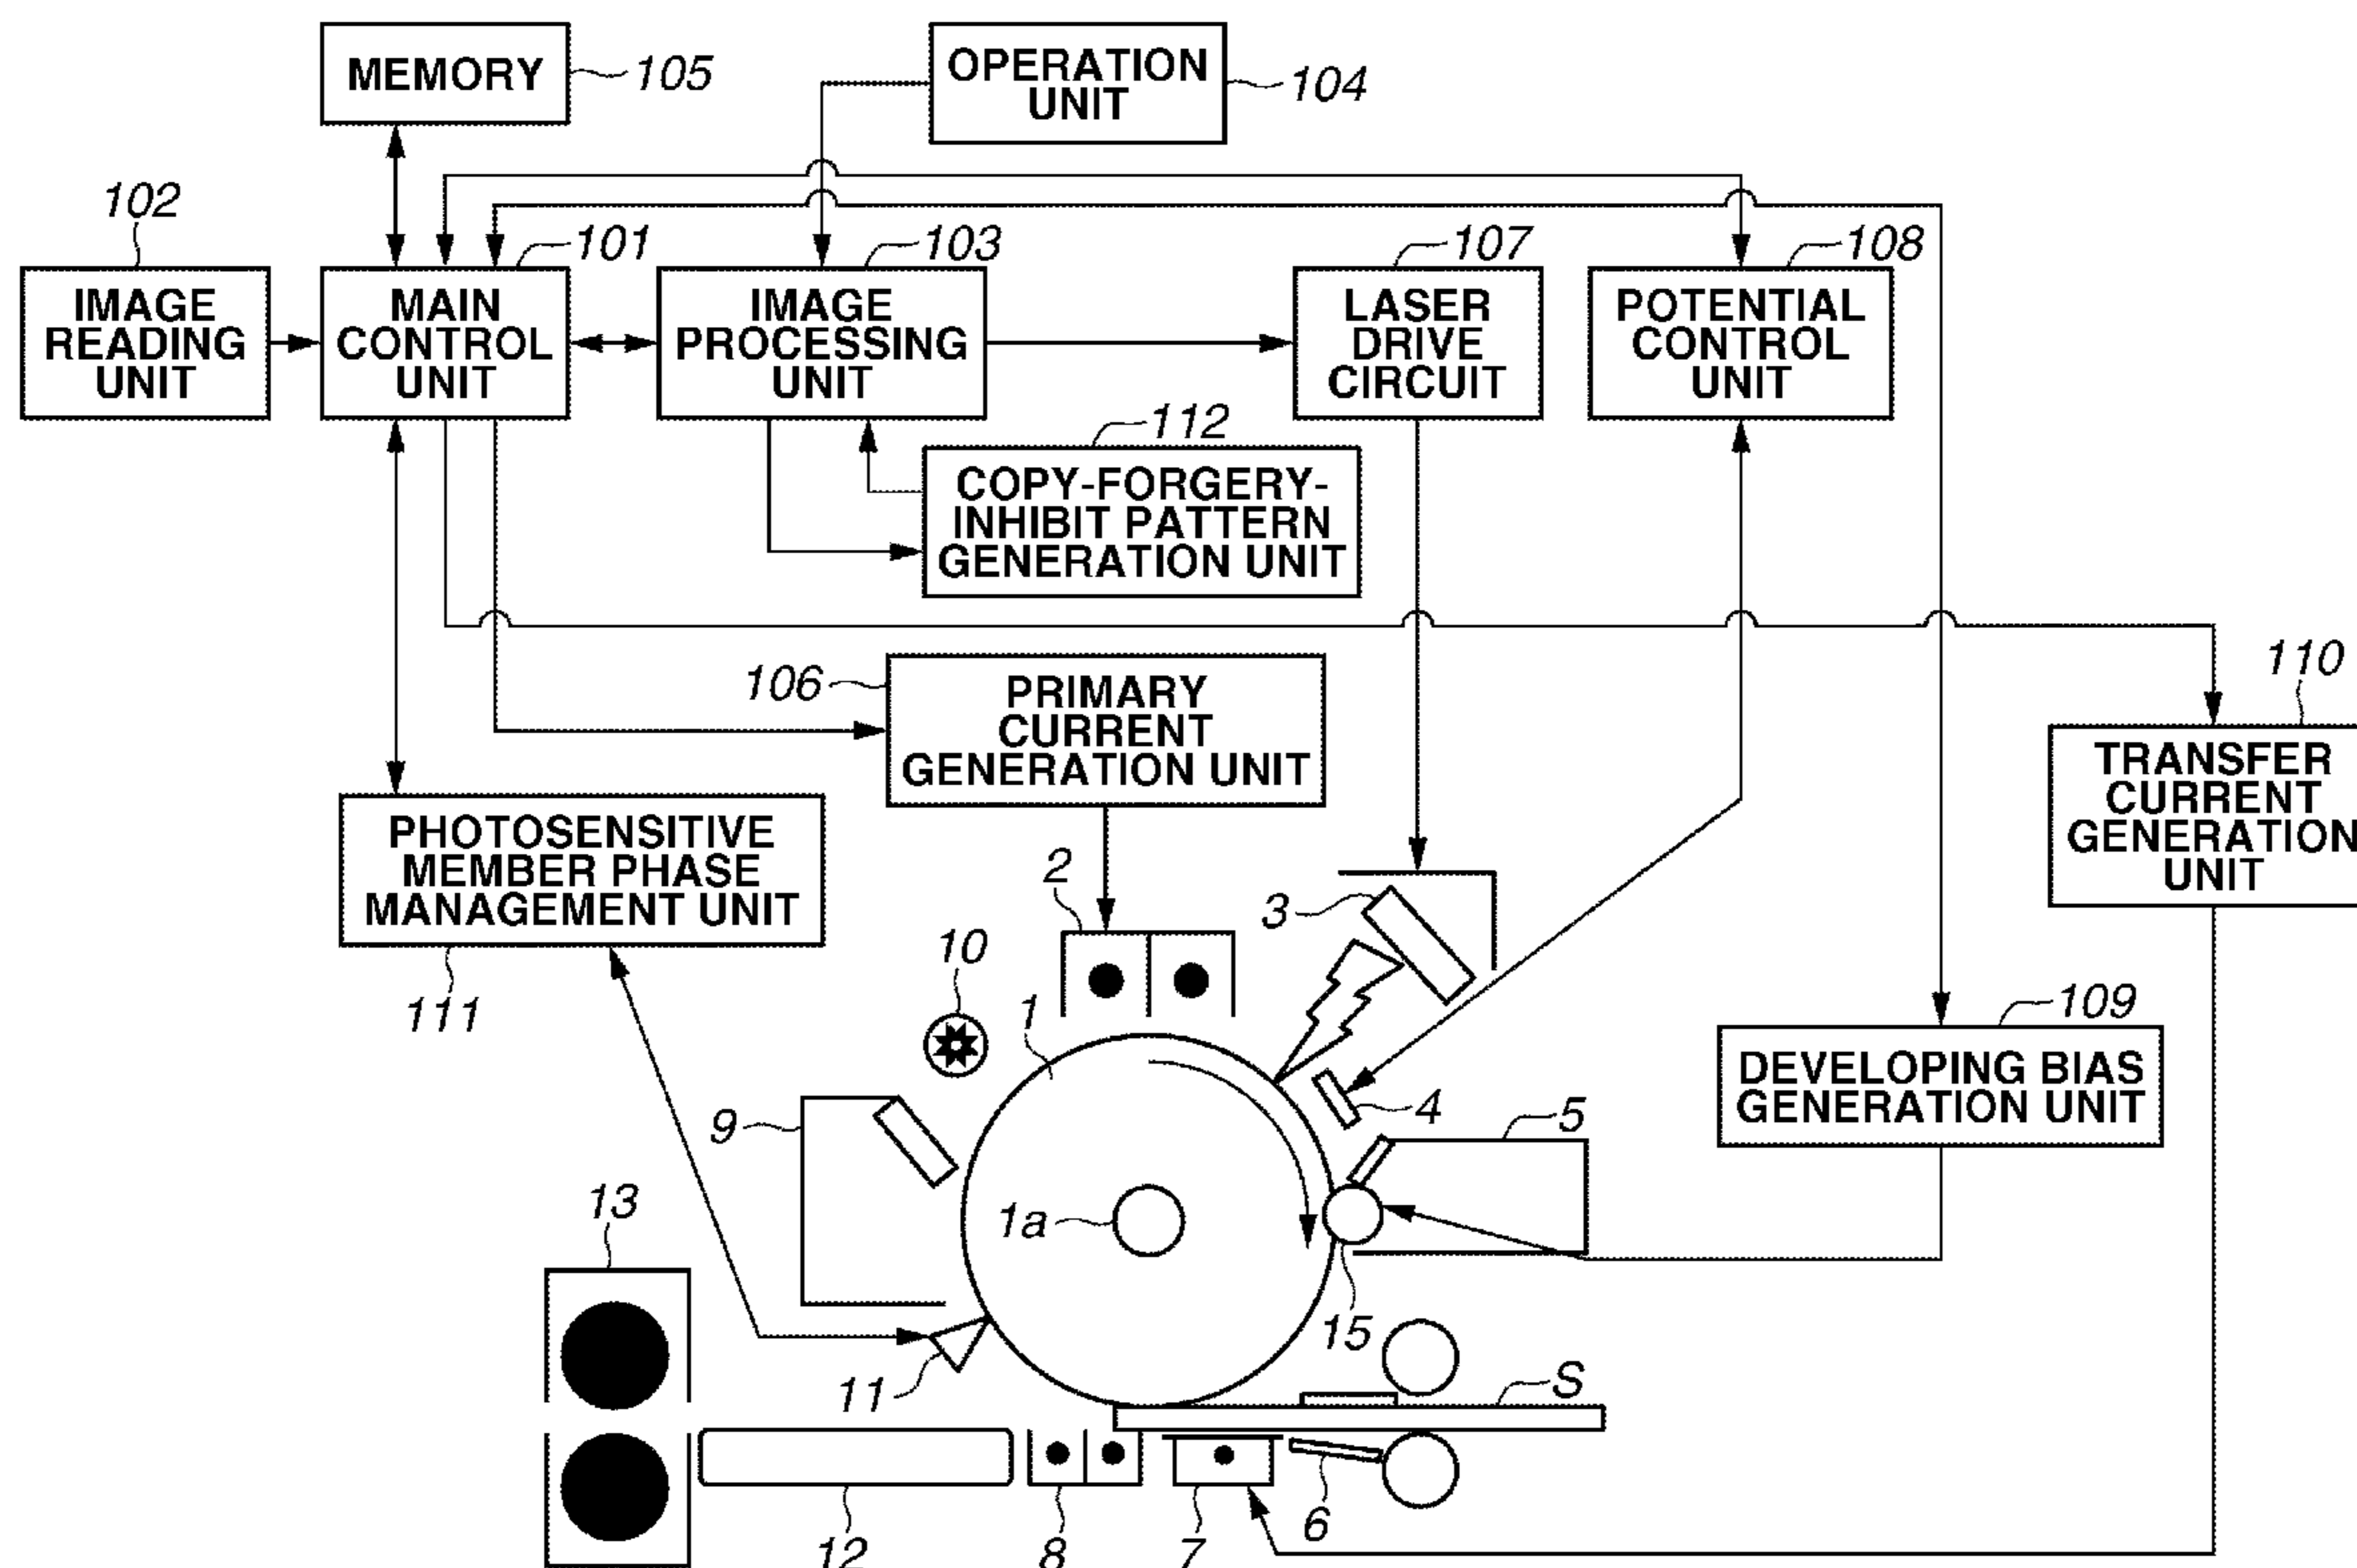 MEMORY
105
OPERATION
UNIT
104
102
101
103
107
108
IMAGE
READING
UNIT
MAIN
CONTROL
UNIT
IMAGE
PROCESSING
UNIT
LASER
DRIVE
CIRCUIT
POTENTIAL
CONTROL
UNIT
112
COPY-FORGERY-
INHIBIT PATTERN
GENERATION UNIT
106
PRIMARY
CURRENT
GENERATION UNIT
110
TRANSFER
CURRENT
GENERATION
UNIT
PHOTOSENSITIVE
MEMBER PHASE
MANAGEMENT UNIT
111
2
3
10
1
109
DEVELOPING BIAS
GENERATION UNIT
4
5
9
13
1a
15
11
S
6
12
8
7